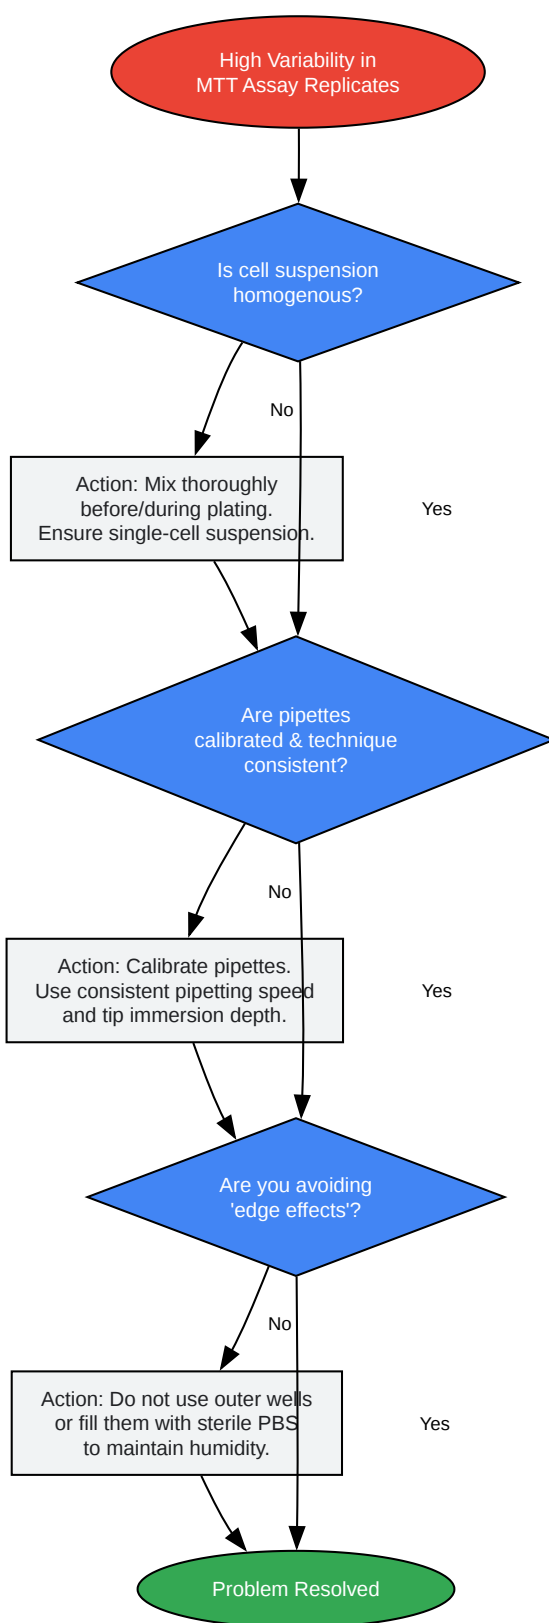 High Variability in
MTT Assay Replicates
Is cell suspension
homogenous?
No
Action: Mix thoroughly
before/during plating.
Ensure single-cell suspension.
Yes
Are pipettes
calibrated & technique
consistent?
No
Action: Calibrate pipettes.
Use consistent pipetting speed
and tip immersion depth.
Yes
Are you avoiding
'edge effects'?
No
Action: Do not use outer wells
or fill them with sterile PBS
to maintain humidity.
Yes
Problem Resolved